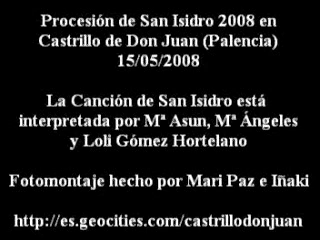 Procesión de San Isidro 2008 en
Castrillo de Don Juan (Palencia)
15/05/2008
La Canción de San Isidro está
interpretada por Mª Asun, Mª Ángeles
y Loli Gómez Hortelano
Fotomontaje hecho por Mari Paz e Iñaki
http://es.geocities.com/castrillodonjuan